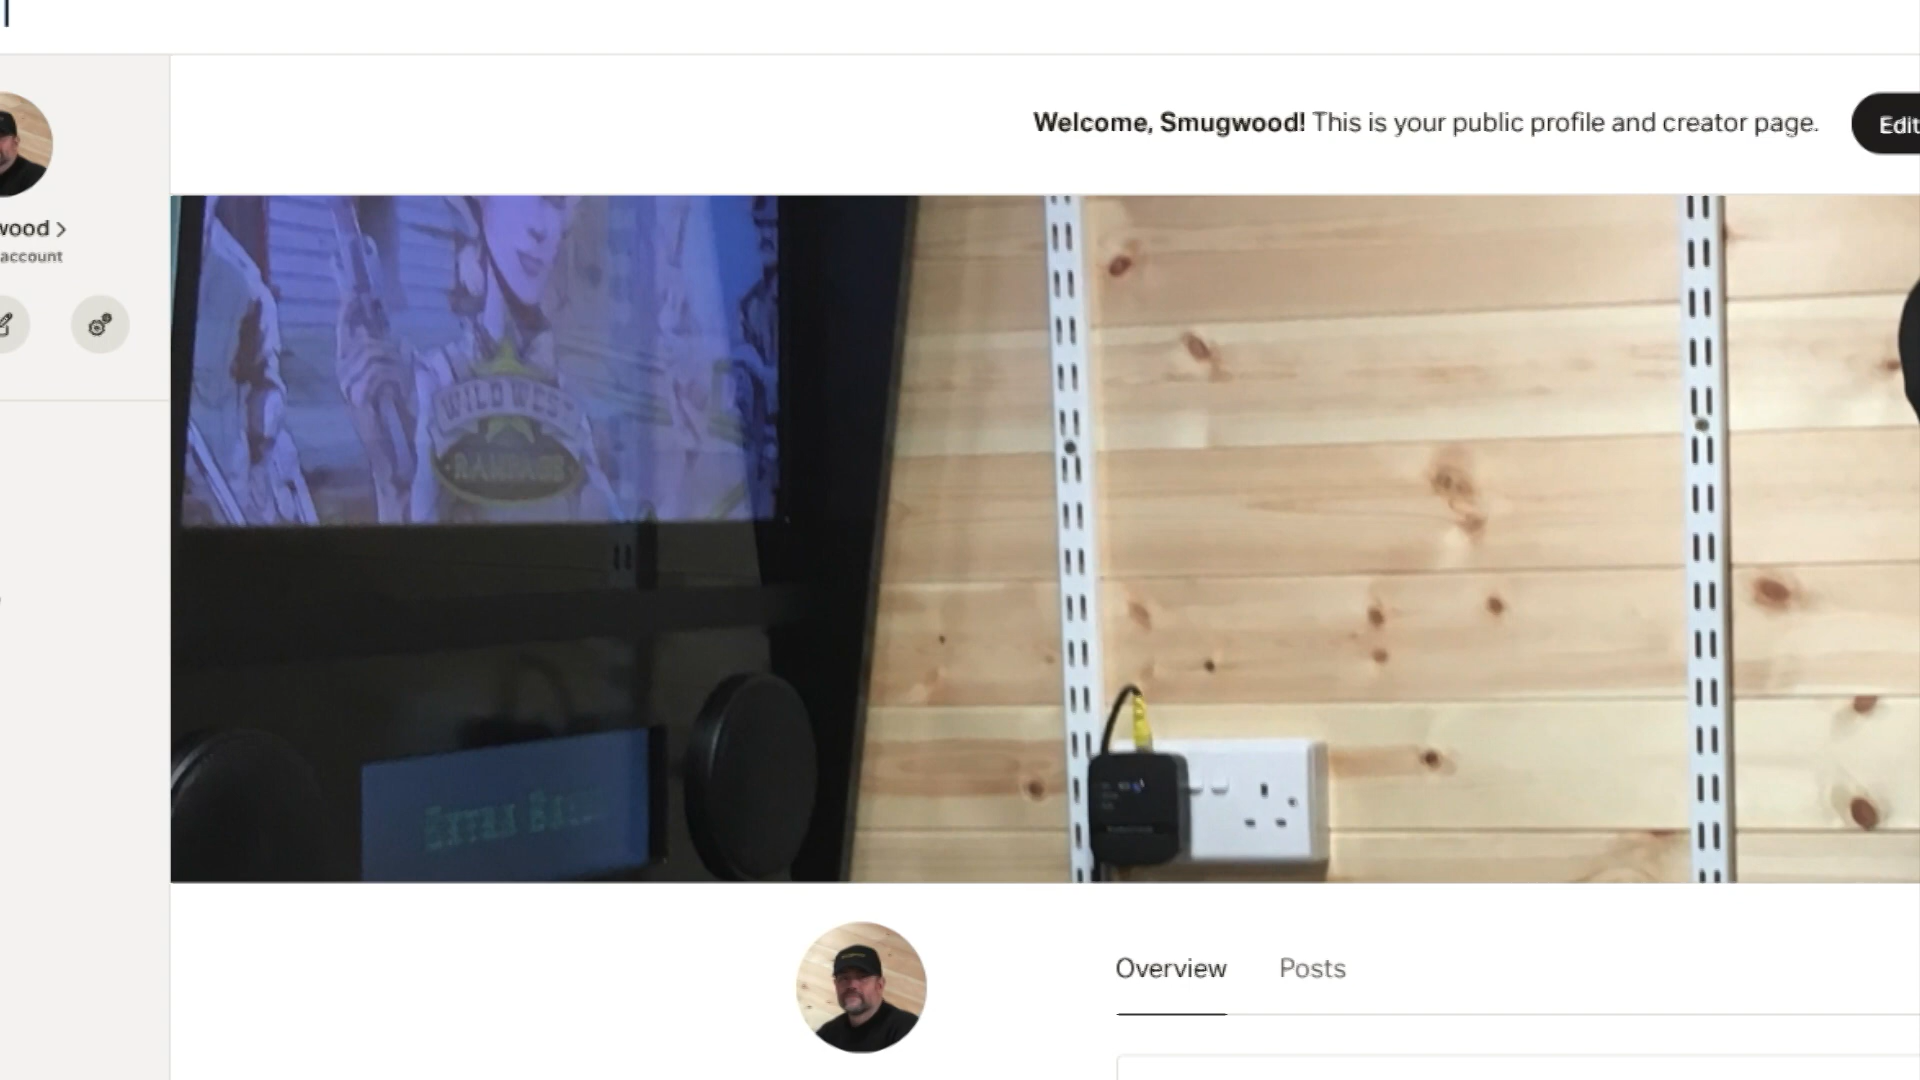 Welcome, Smugwood! This is your public profile and creator page.
Edit
wood >
account
WILD WEST
RAMPAGE
Overview
Posts